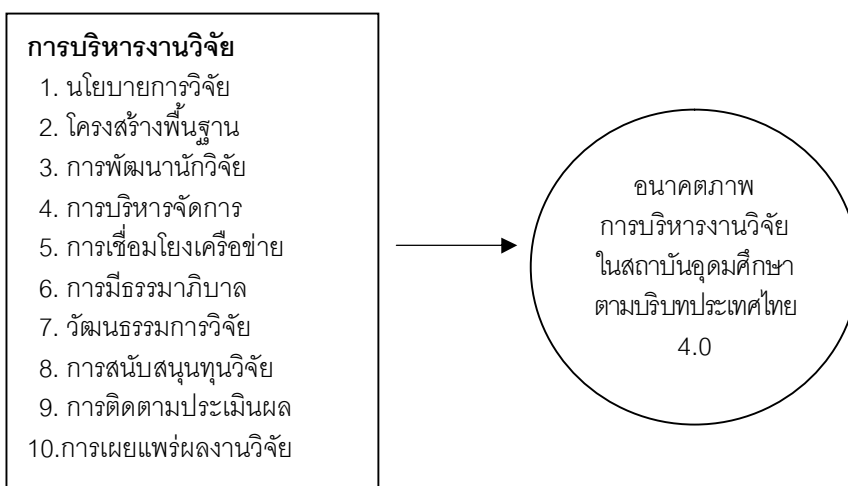 การบริหารงานวิจัย
1. นโยบายการวิจัย
2. โครงสร้างพื้นฐาน
3. การพัฒนานักวิจัย
4. การบริหารจัดการ
5. การเชื่อมโยงเครือข่าย
6. การมีธรรมาภิบาล
7. วัฒนธรรมการวิจัย
8. การสนับสนุนทุนวิจัย
9. การติดตามประเมินผล
10.การเผยแพร่ผลงานวิจัย
อนาคตภาพ
การบริหารงานวิจัย
ในสถาบันอุดมศึกษา
ตามบริบทประเทศไทย
4.0